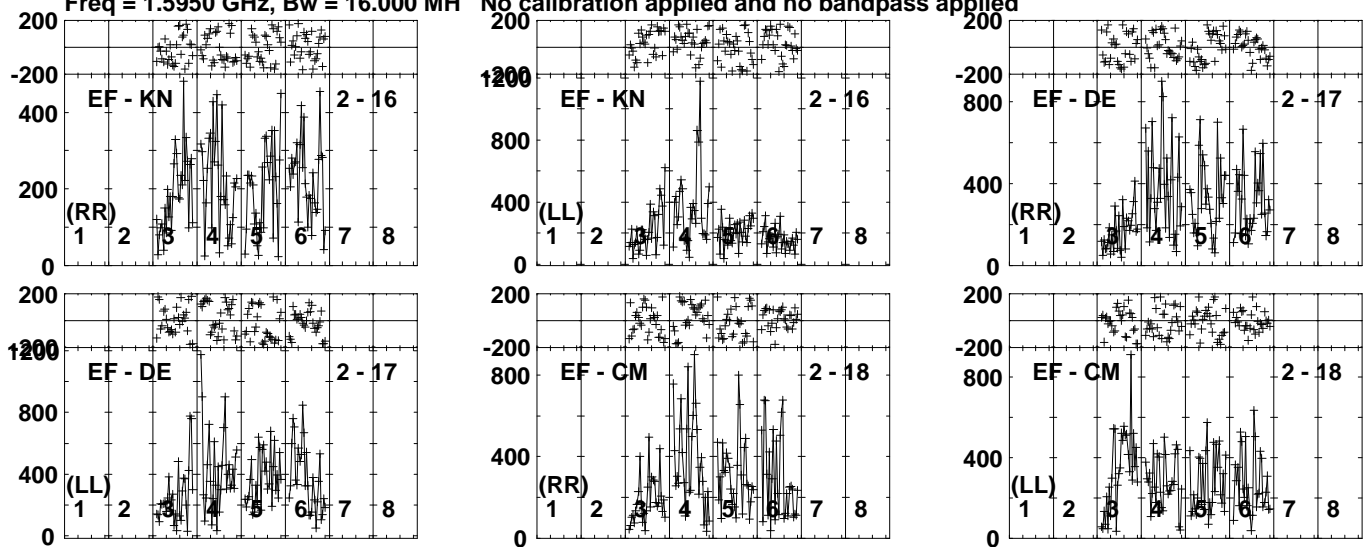 Freq = 1.5950 GHz, Bw = 16.000 MH No calibration applied and no bandpass applied
200 200 200
-200 -200 -200
1200
EF - KN 2 - 16 EF - KN 2 - 16 EF - DE 2 - 17
400 800 800
200 400 400
(RR) (LL) (RR)
1 2 3 4 5 6 7 8 1 2 3 4 5 6 7 8 1 2 3 4 5 6 7 8
0 0 0
200 200 200
-200 -200
1200
EF - DE 2 - 17 EF - CM 2 - 18 EF - CM 2 - 18
800 800 800
400 400 400
(LL) (RR) (LL)
1 2 3 4 5 6 7 8 1 2 3 4 5 6 7 8 1 2 3 4 5 6 7 8
0 0 0